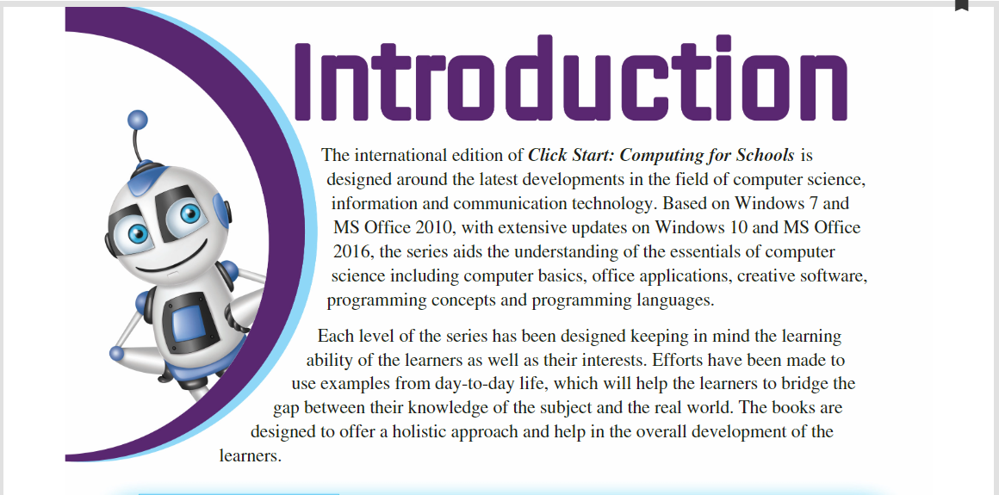 Introduction
The international edition of Click Start: Computing for Schools is
designed around the latest developments in the field of computer science,
information and communication technology. Based on Windows 7 and
MS Office 2010, with extensive updates on Windows 10 and MS Office
2016, the series aids the understanding of the essentials of computer
science including computer basics, office applications, creative software,
programming concepts and programming languages.
Each level of the series has been designed keeping in mind the learning
ability of the learners as well as their interests. Efforts have been made to
use examples from day-to-day life, which will help the learners to bridge the
gap between their knowledge of the subject and the real world. The books are
designed to offer a holistic approach and help in the overall development of the
learners.